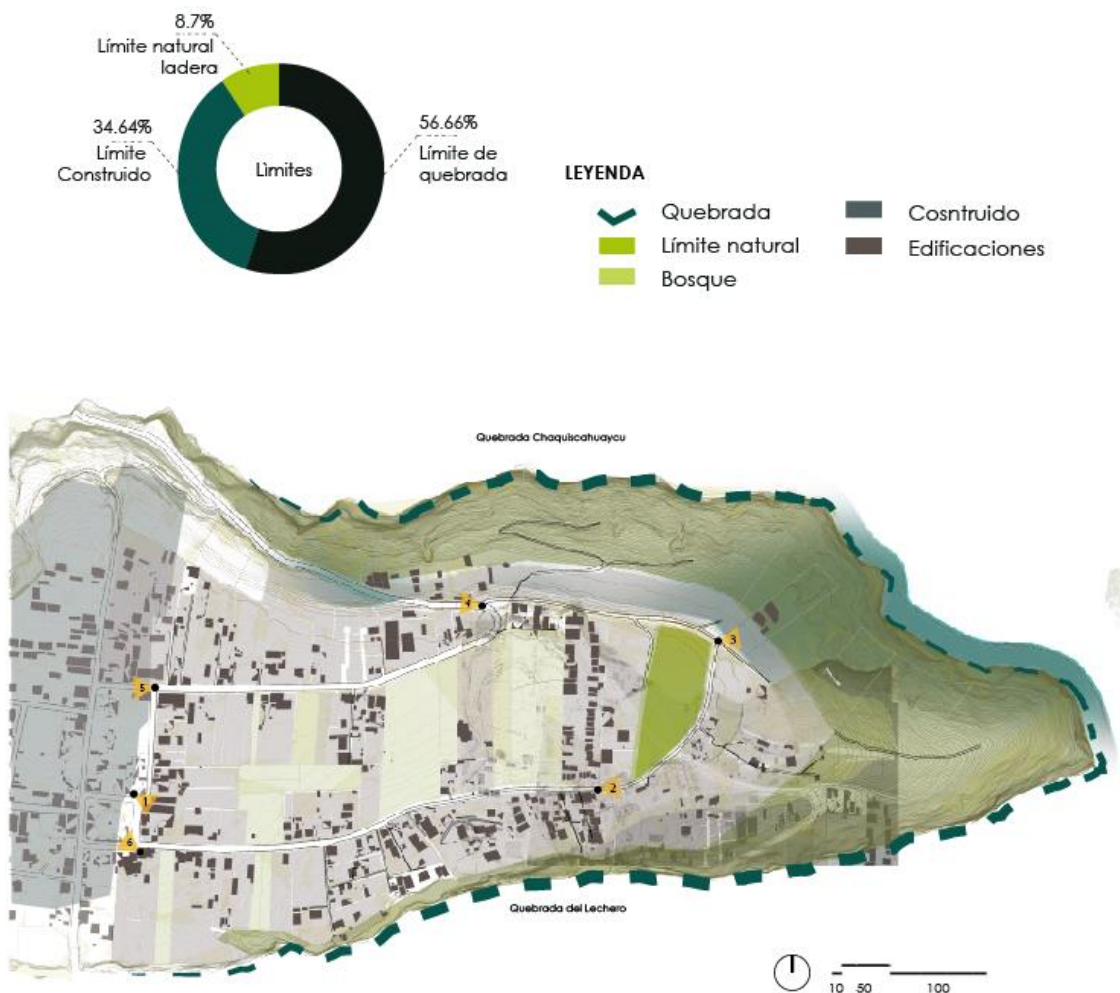 8.7%
Límite natural
ladera
34.64%
Límite
Construido
Lìmites
56.66%
Límite de
quebrada
LEYENDA
Quebrada
Límite natural
Bosque
Cosntruido
Edificaciones
Quebrada Chaquiscahuaycu
4
3
5
2
1
6
Quebrada del Lechero
10 50 100